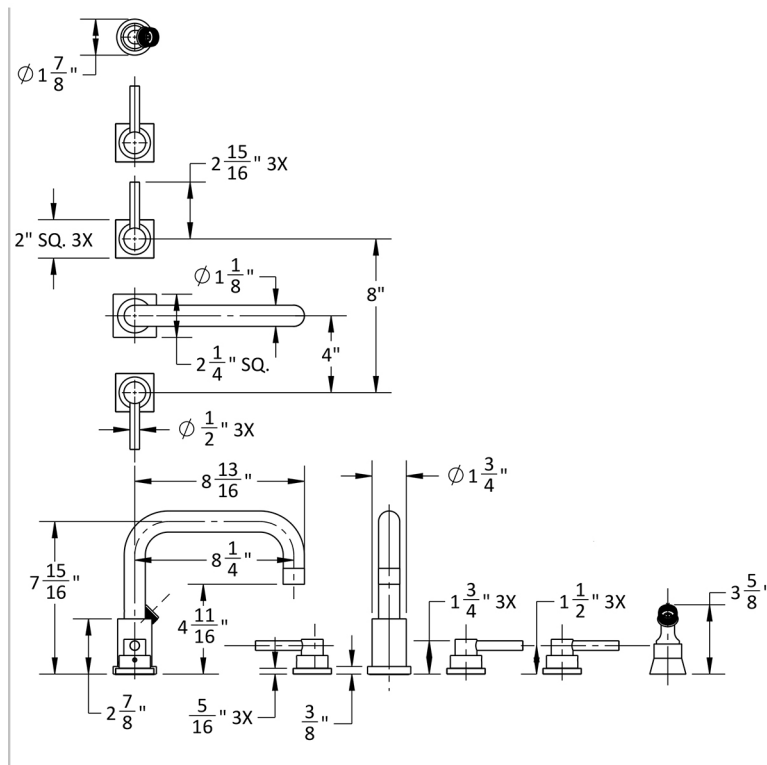 Ø 1 7/8"
2 15/16" 3X
2" SQ. 3X
Ø 1 1/8"
8"
4"
2 1/4" SQ.
Ø 1/2" 3X
8 13/16"
Ø 1 3/4"
8 1/4"
7 15/16"
4 11/16"
1 3/4" 3X
1 1/2" 3X
3 5/8"
2 7/8"
5/16" 3X
3/8"